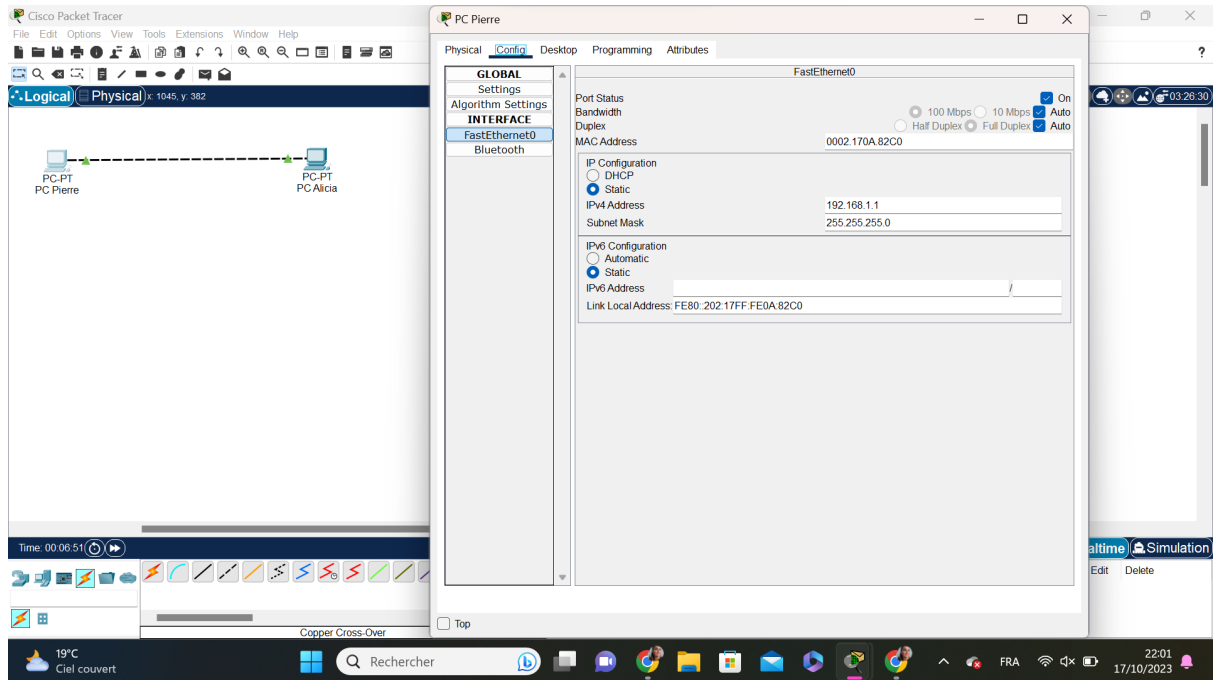 Cisco Packet Tracer
File Edit Options View Tools Extensions Window Help
Logical Physical x: 1045, y: 382
PC-PT
PC Pierre
PC-PT
PC Alicia
Time: 00:06:51
Copper Cross-Over
PC Pierre
Physical Config Desktop Programming Attributes
GLOBAL
Settings
Algorithm Settings
INTERFACE
FastEthernet0
Bluetooth
FastEthernet0
Port Status On
Bandwidth 100 Mbps 10 Mbps Auto
Duplex Half Duplex Full Duplex Auto
MAC Address 0002.170A.82C0
IP Configuration
DHCP
Static
IPv4 Address 192.168.1.1
Subnet Mask 255.255.255.0
IPv6 Configuration
Automatic
Static
IPv6 Address /
Link Local Address: FE80::202:17FF:FE0A:82C0
Top
?
03:26:30
altime Simulation
Edit Delete
19°C
Ciel couvert
Rechercher
FRA
22:01
17/10/2023